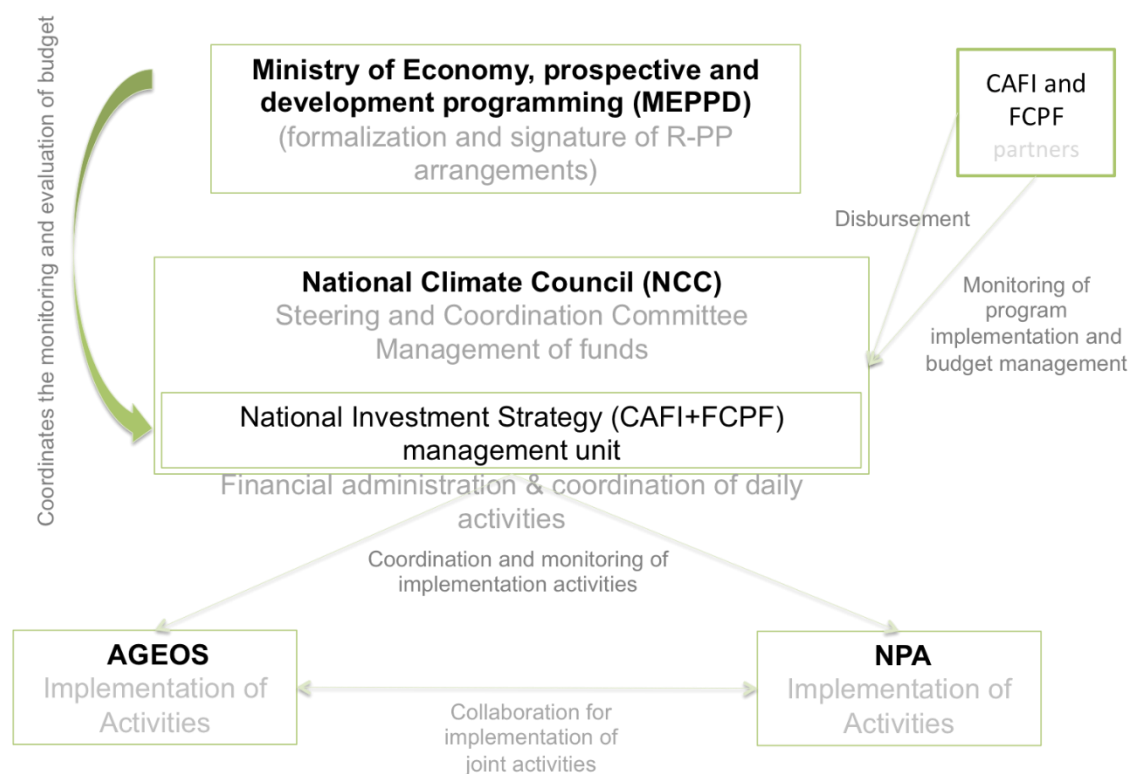 Coordinates the monitoring and evaluation of budget
Ministry of Economy, prospective and
development programming (MEPPD)
(formalization and signature of R-PP
arrangements)
CAFI and
FCPF
partners
Disbursement
National Climate Council (NCC)
Steering and Coordination Committee
Management of funds
Monitoring of
program
implementation and
budget management
National Investment Strategy (CAFI+FCPF)
management unit
Financial administration & coordination of daily
activities
Coordination and monitoring of
implementation activities
AGEOS
Implementation of
Activities
NPA
Implementation of
Activities
Collaboration for
implementation of
joint activities